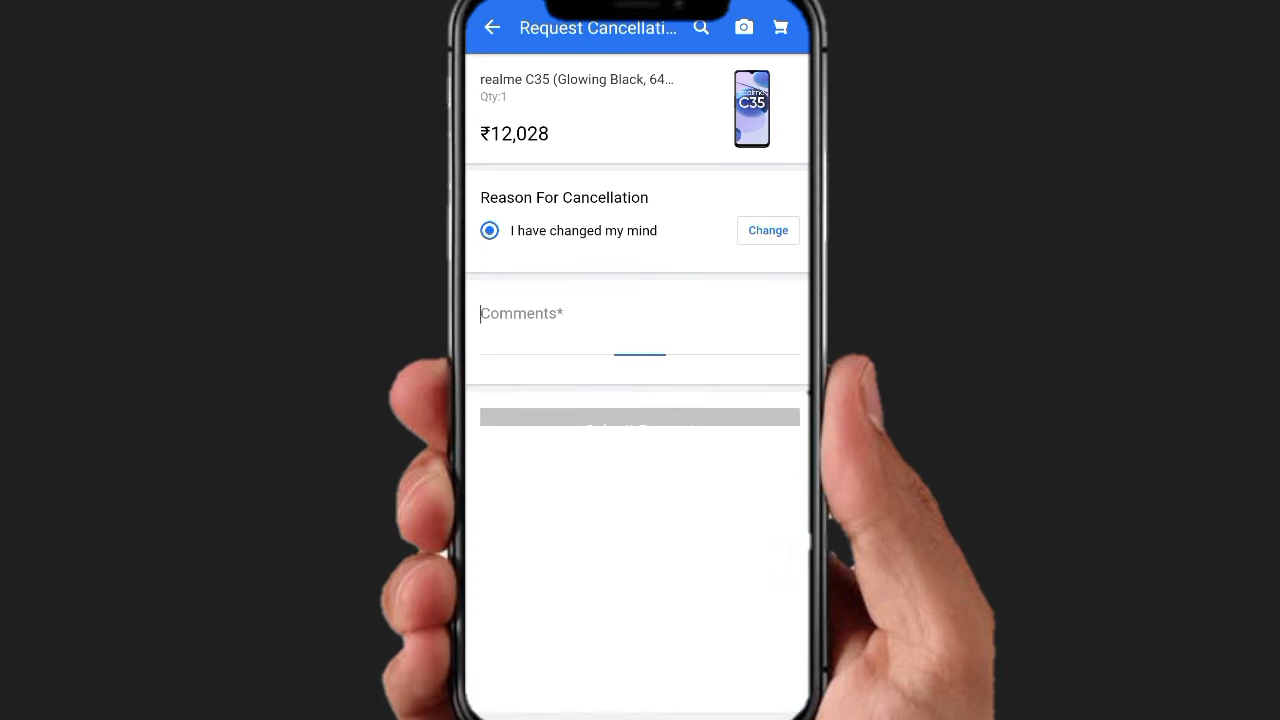 Request Cancellati...
realme C35 (Glowing Black, 64...
Qty:1
realme
C35
₹12,028
Reason For Cancellation
I have changed my mind
Change
Comments*